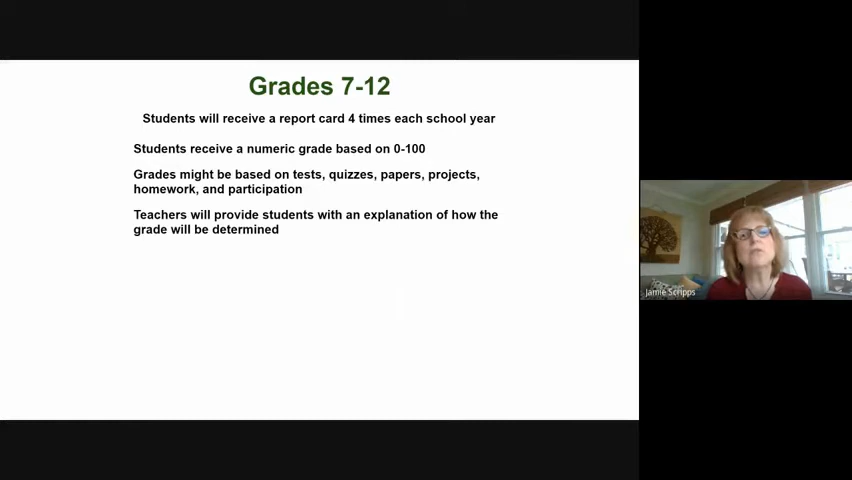 Grades 7-12
Students will receive a report card 4 times each school year
Students receive a numeric grade based on 0-100
Grades might be based on tests, quizzes, papers, projects,
homework, and participation
Teachers will provide students with an explanation of how the
grade will be determined
Jamie Scripps